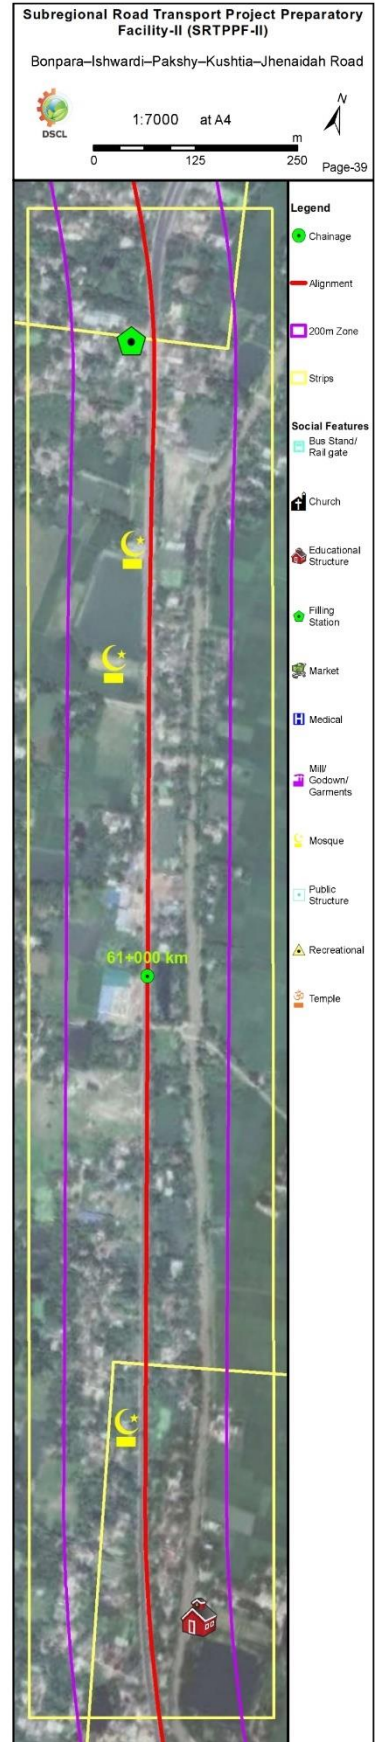 Subregional Road Transport Project Preparatory
Facility-II (SRTPPF-II)
Bonpara–Ishwardi–Pakshy–Kushtia–Jhenaidah Road
DSCL
1:7000 at A4
N
m
0 125 250
Page-39
Legend
Chainage
Alignment
200m Zone
Strips
Social Features
Bus Stand/
Rail gate
Church
Educational
Structure
Filling
Station
Market
H Medical
Mill/
Godown/
Garments
Mosque
Public
Structure
Recreational
Temple
61+000 km